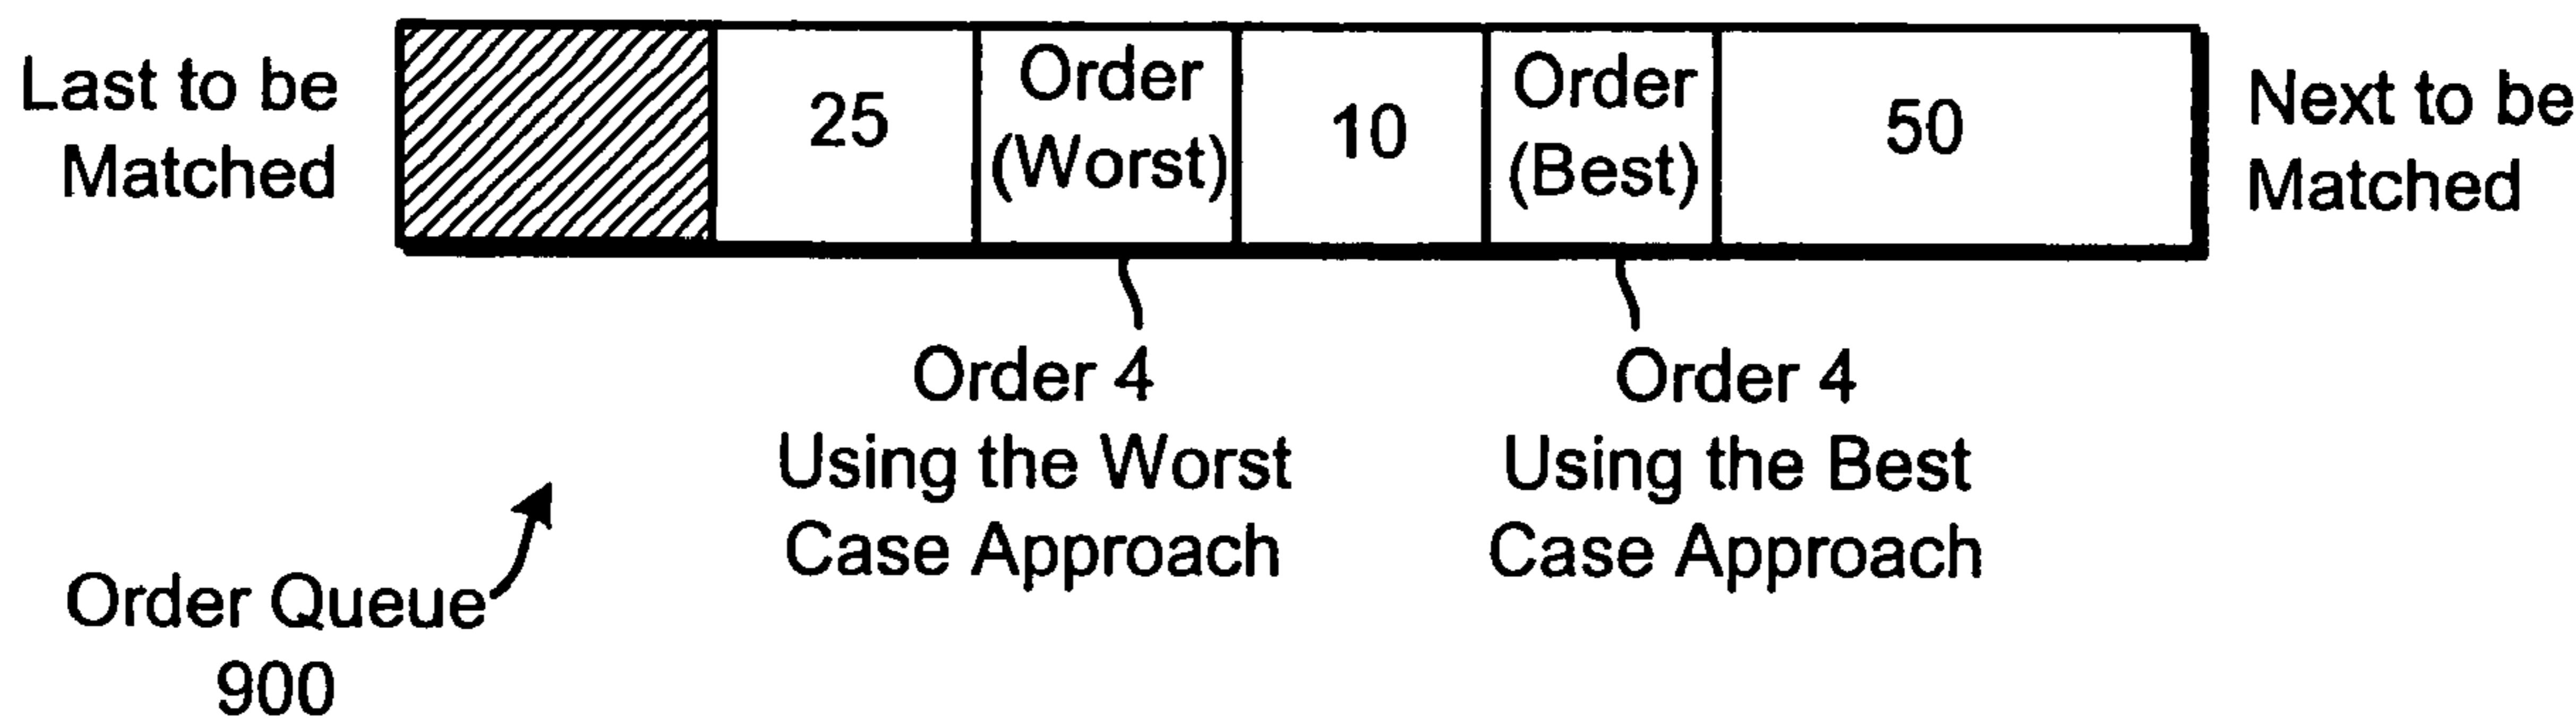 Last to be
Matched
25
Order
(Worst)
10
Order
(Best)
50
Next to be
Matched
Order 4
Using the Worst
Case Approach
Order 4
Using the Best
Case Approach
Order Queue
900